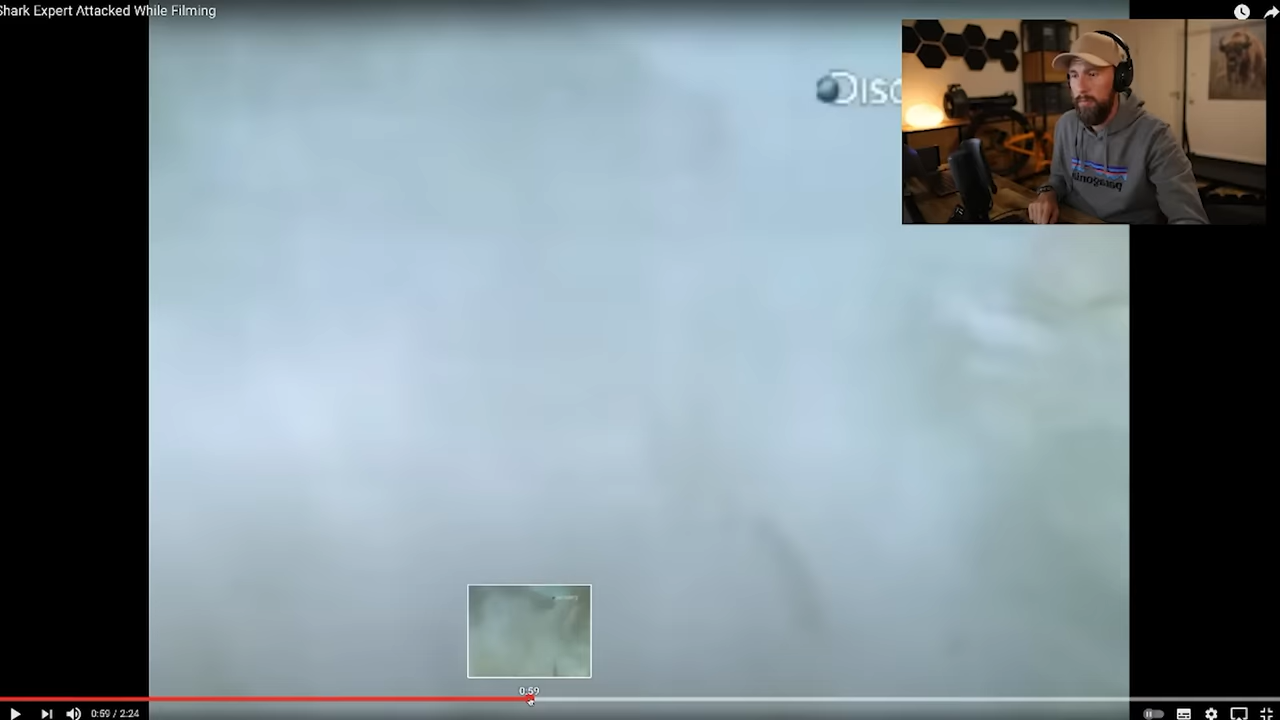 Shark Expert Attacked While Filming
DISC
patagonia
0:59
0:59 / 2:24